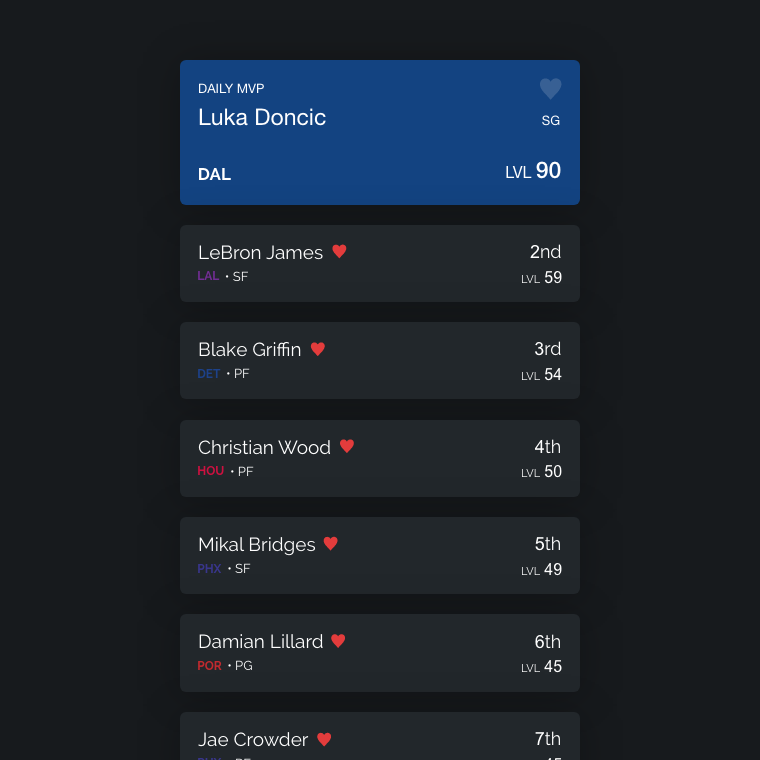 DAILY MVP
Luka Doncic
SG
DAL LVL 90
LeBron James 2nd
LAL • SF LVL 59
Blake Griffin 3rd
DET • PF LVL 54
Christian Wood 4th
HOU • PF LVL 50
Mikal Bridges 5th
PHX • SF LVL 49
Damian Lillard 6th
POR • PG LVL 45
Jae Crowder 7th